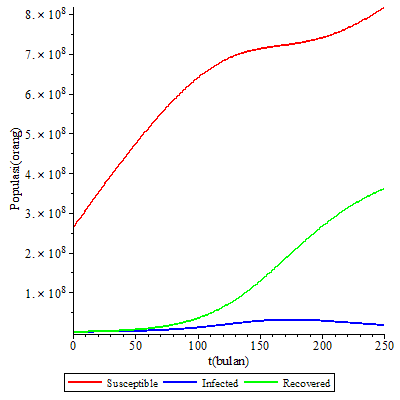 8. × 10⁸
7. × 10⁸
6. × 10⁸
5. × 10⁸
4. × 10⁸
3. × 10⁸
2. × 10⁸
1. × 10⁸
Populasi(orang)
0 50 100 150 200 250
t(bulan)
Susceptible Infected Recovered